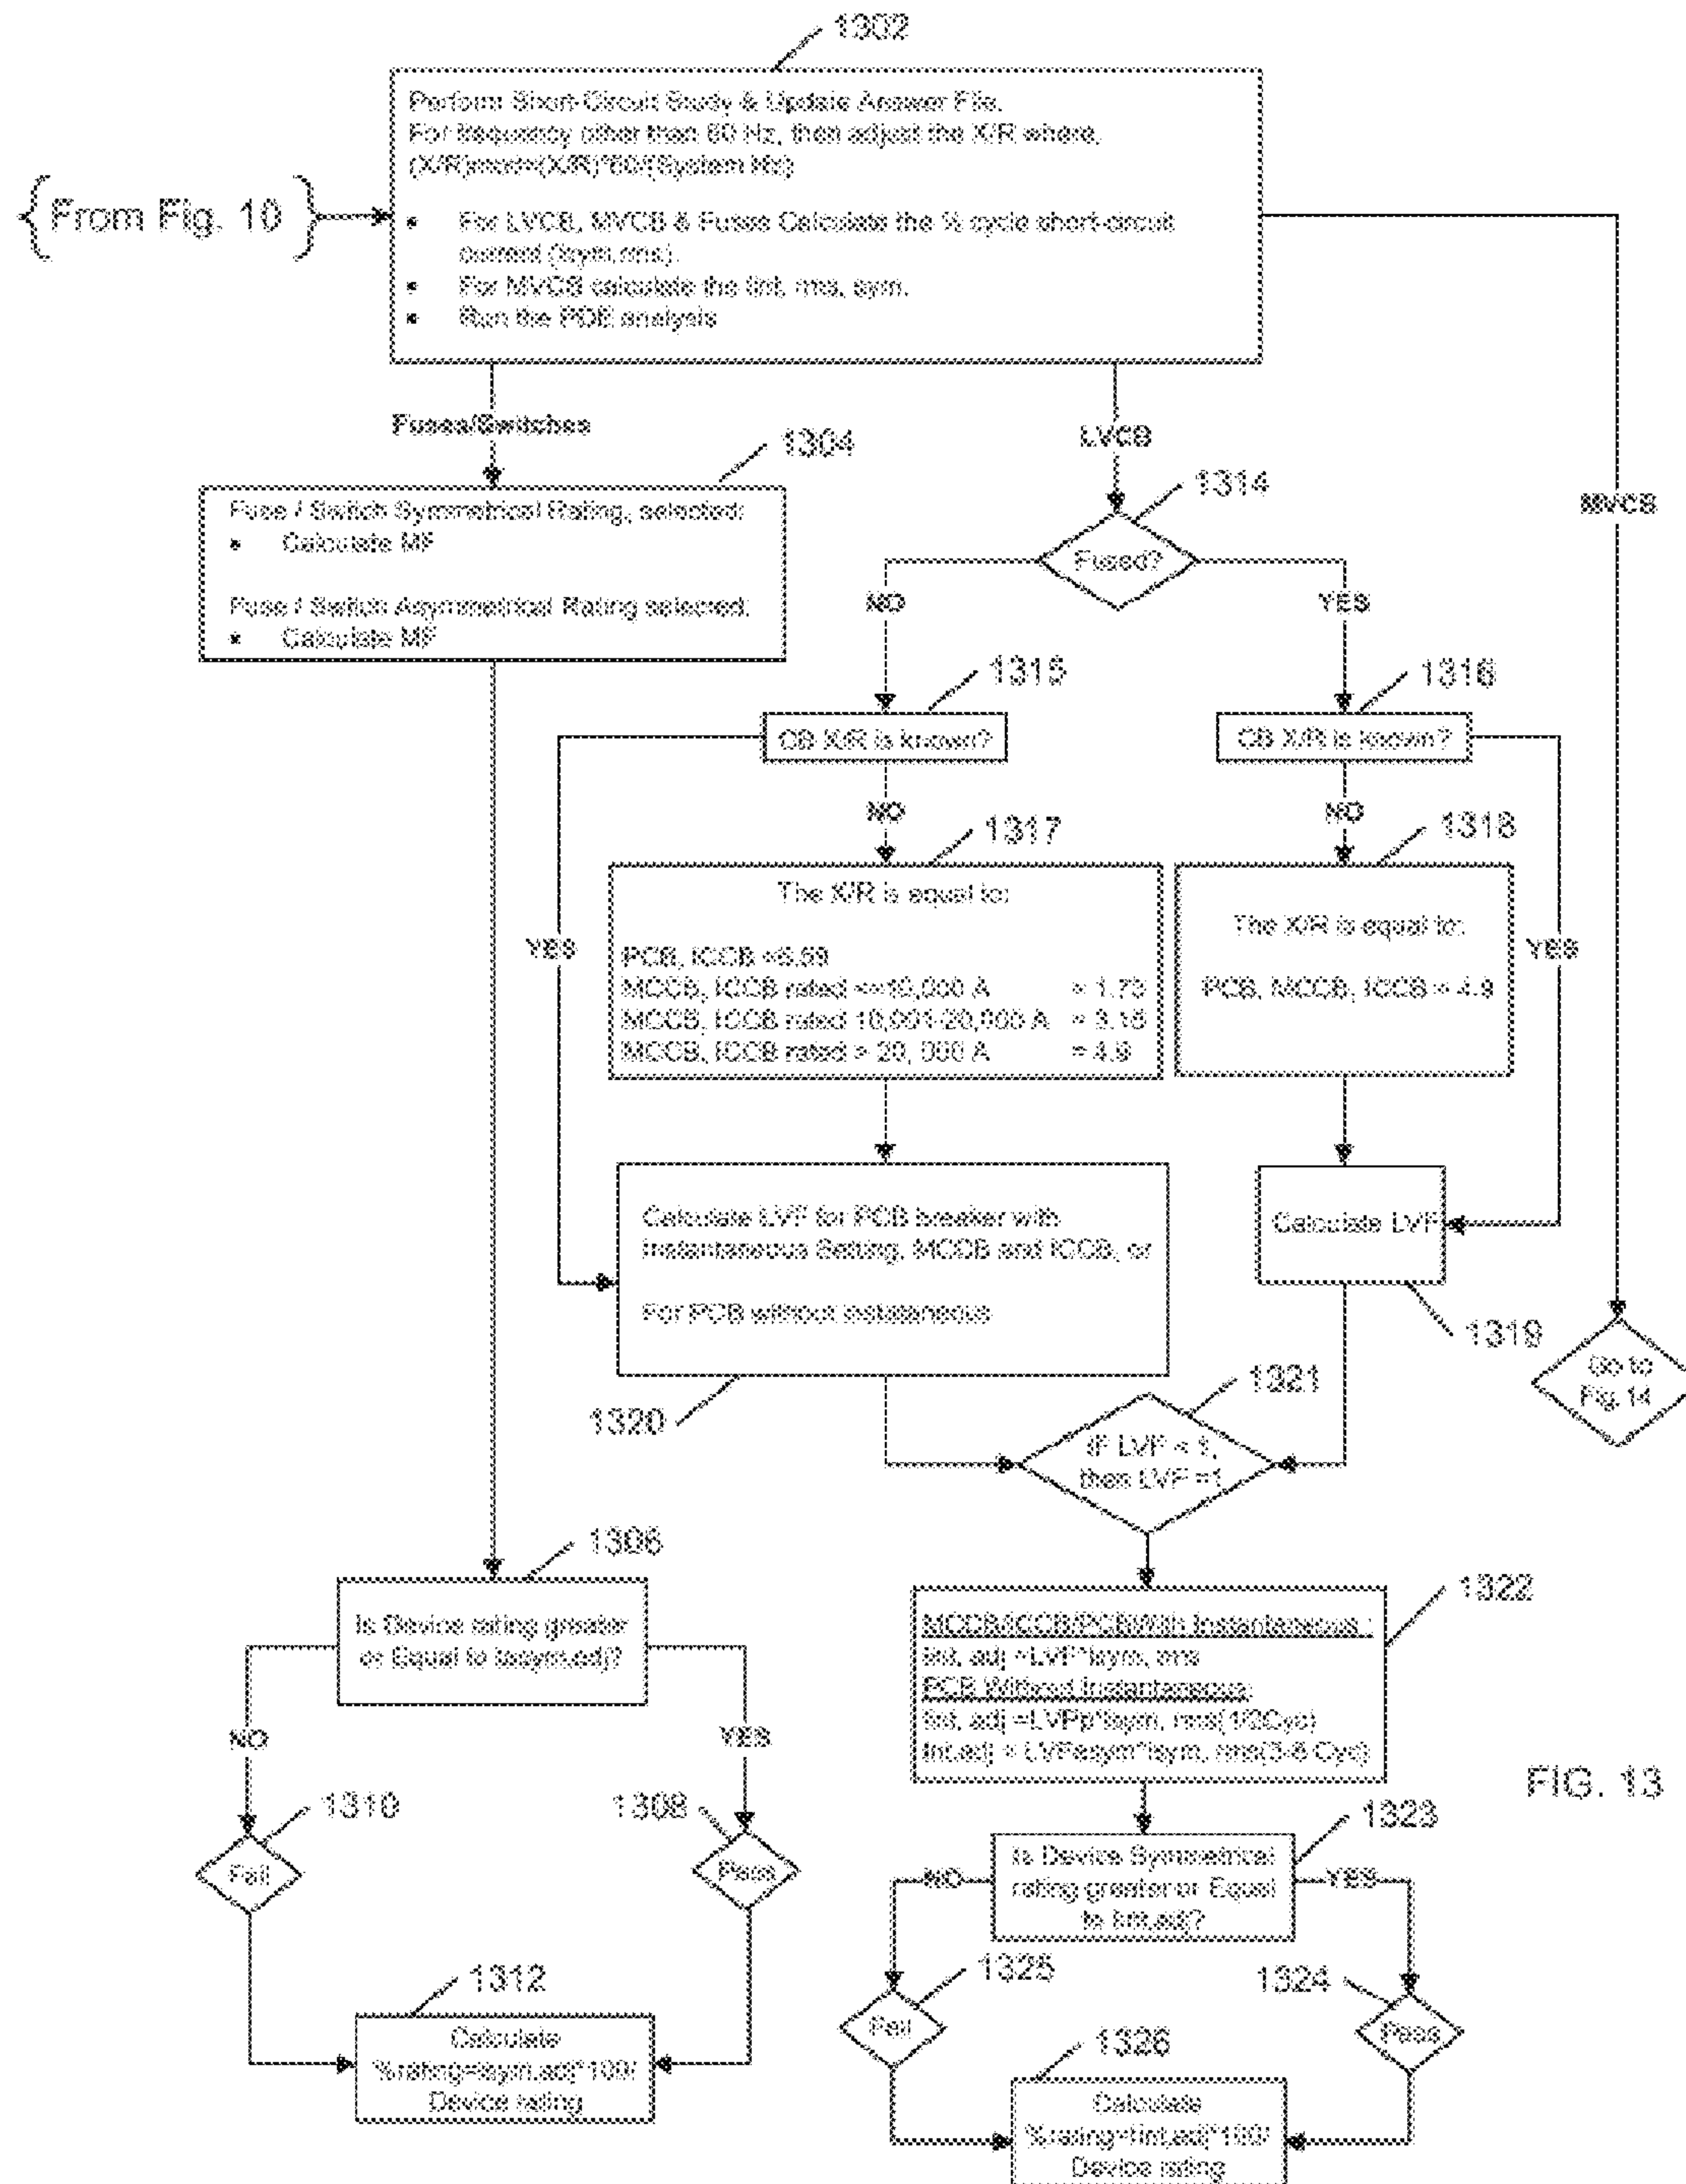 1302
Perform Short-Circuit Study & Update Answer File.
For frequency other than 60 Hz, then adjust the X/R where,
(X/R)mod=(X/R)*60/(System Hz)
{From Fig. 10}
• For LVCB, MVCB & Fuses Calculate the ½ cycle short-circuit
current (Isym,rms).
• For MVCB calculate the Iint, rms, sym.
• Run the PDE analysis
Fuses/Switches
LVCB
MVCB
1304
Fuse / Switch Symmetrical Rating, selected:
• Calculate MF
Fuse / Switch Asymmetrical Rating selected:
• Calculate MF
1314
Fused?
NO
YES
1315
CB X/R is known?
1316
CB X/R is known?
NO
NO
YES
YES
1317
The X/R is equal to:
PCB, ICCB =6.59
MCCB, ICCB rated <=10,000 A = 1.73
MCCB, ICCB rated 10,001-20,000 A = 3.18
MCCB, ICCB rated > 20, 000 A = 4.9
1318
The X/R is equal to:
PCB, MCCB, ICCB = 4.9
Calculate LVF for PCB breaker with
Instantaneous Setting, MCCB and ICCB, or
For PCB without instataneous
1320
Calculate LVF
1319
Go to
Fig. 14
1321
IF LVF < 1,
then LVF =1
1306
Is Device rating greater
or Equal to Iasym,adj?
NO
YES
1310
Fail
1308
Pass
1312
Calculate
%rating=Isym,adj*100/
Device rating
1322
MCCB/ICCB/PCBWith Instantaneous :
Iint, adj =LVF*Isym, rms
PCB Without Instantaneous:
Iint, adj =LVFp*Isym, rms(1/2Cyc)
Int,adj = LVFasym*Isym, rms(3-8 Cyc)
1323
Is Device Symmetrical
rating greater or Equal
to Iint,adj?
NO
YES
1325
Fail
1324
Pass
1326
Calculate
%rating=Iint,adj*100/
Device rating
FIG. 13